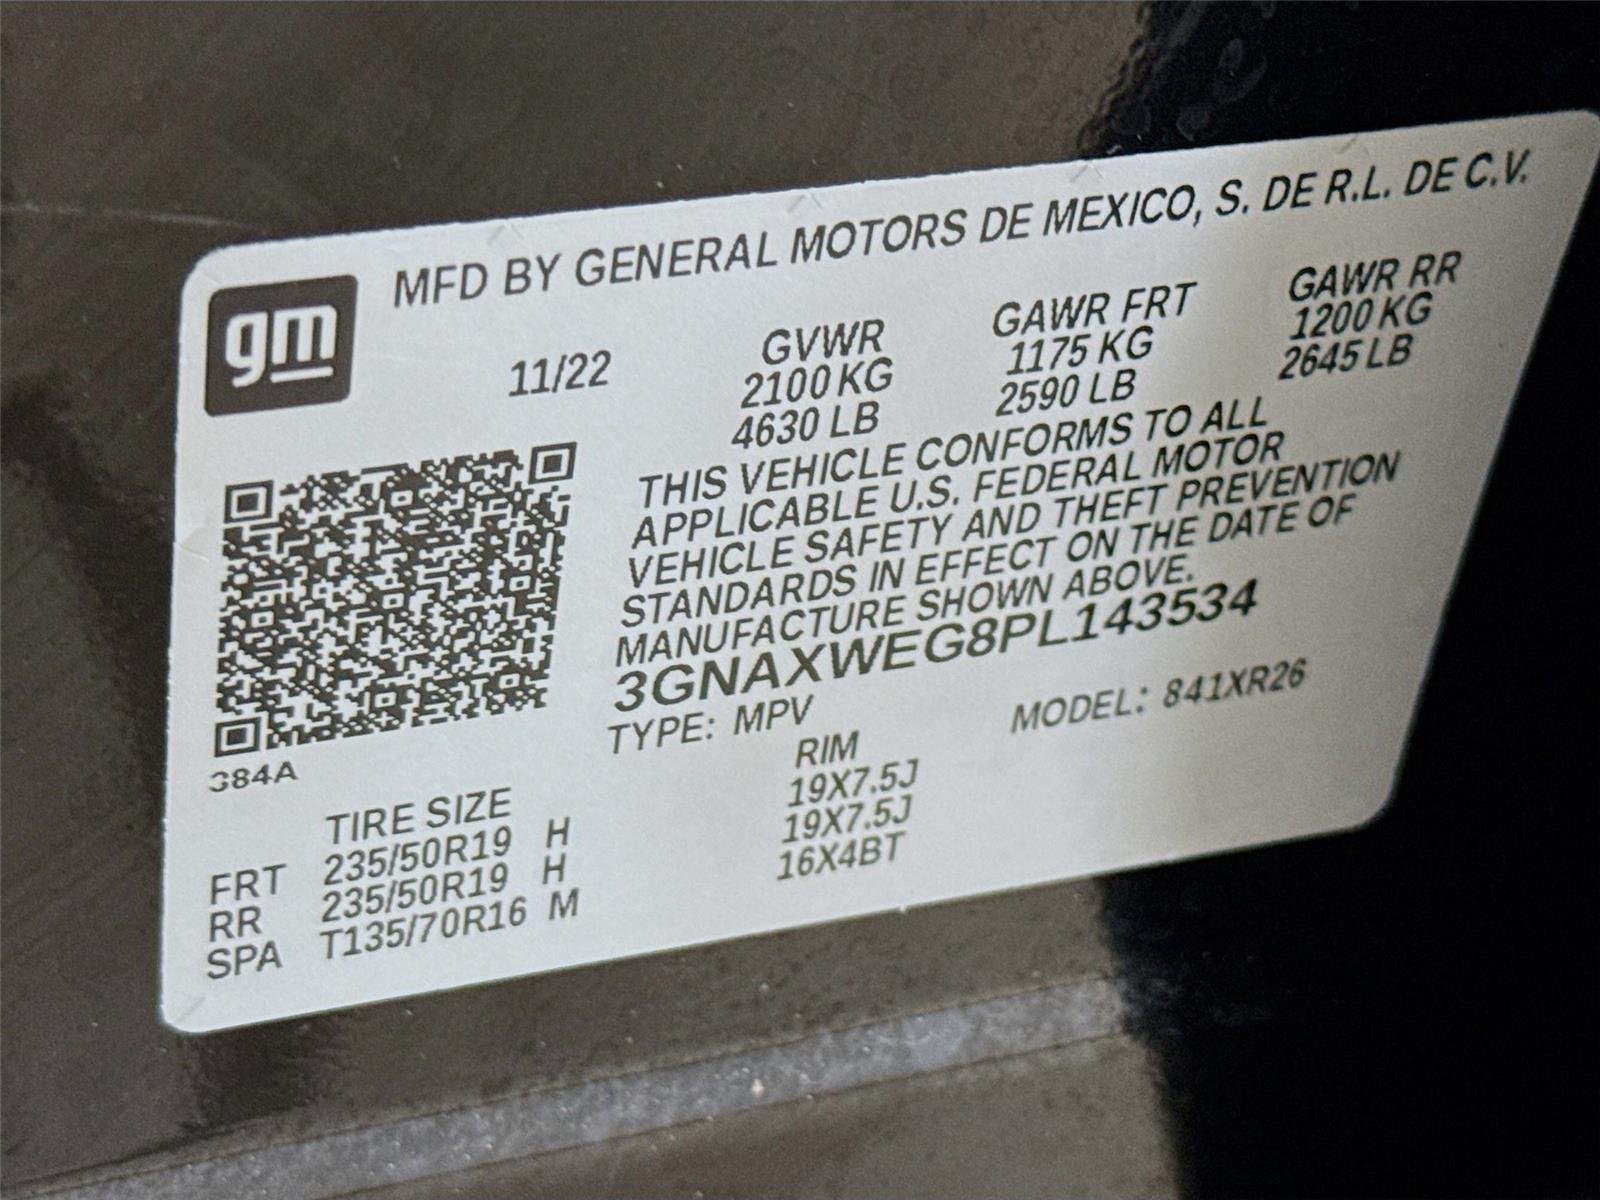 gm
MFD BY GENERAL MOTORS DE MEXICO, S. DE R.L. DE C.V.
11/22
GVWR
2100 KG
4630 LB
GAWR FRT
1175 KG
2590 LB
GAWR RR
1200 KG
2645 LB
THIS VEHICLE CONFORMS TO ALL
APPLICABLE U.S. FEDERAL MOTOR
VEHICLE SAFETY AND THEFT PREVENTION
STANDARDS IN EFFECT ON THE DATE OF
MANUFACTURE SHOWN ABOVE.
3GNAXWEG8PL143534
TYPE: MPV MODEL: 841XR26
384A
TIRE SIZE RIM
FRT 235/50R19 H 19X7.5J
RR 235/50R19 H 19X7.5J
SPA T135/70R16 M 16X4BT